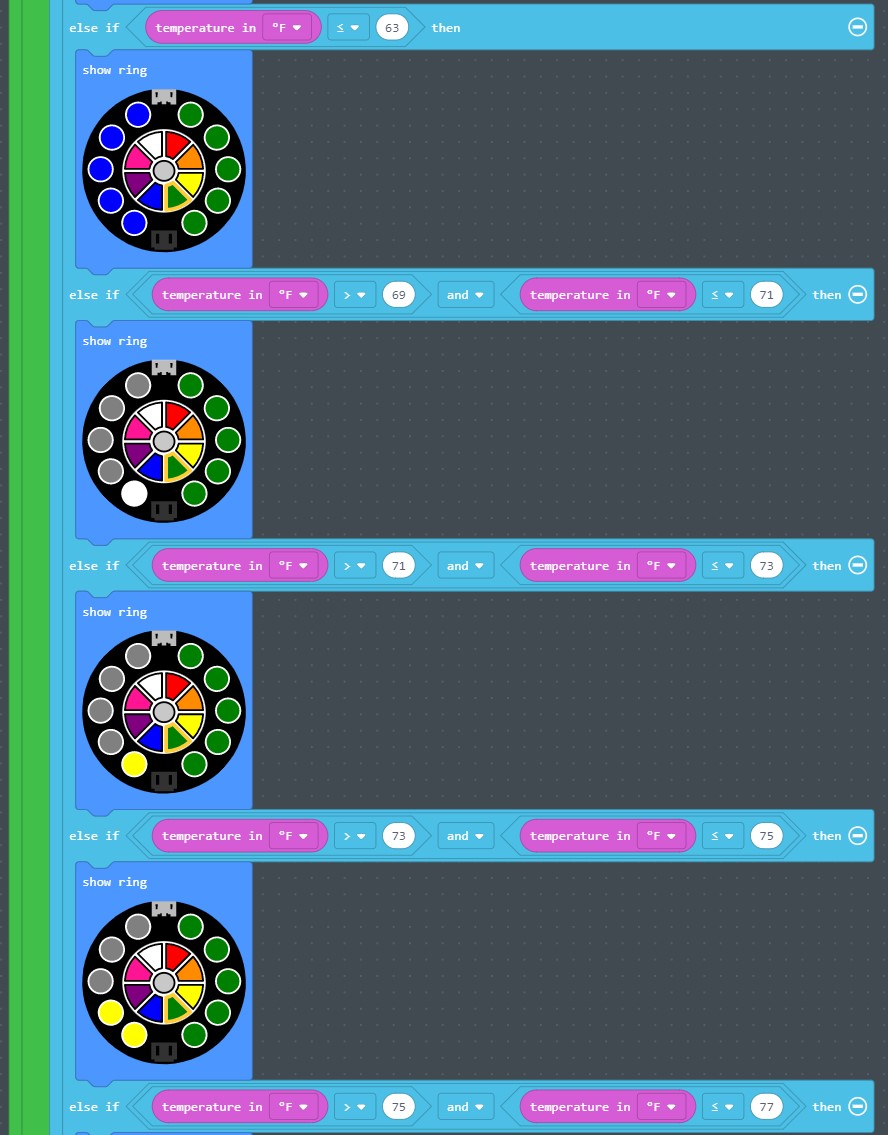 else if temperature in °F ≤ 63 then
show ring
else if temperature in °F > 69 and temperature in °F ≤ 71 then
show ring
else if temperature in °F > 71 and temperature in °F ≤ 73 then
show ring
else if temperature in °F > 73 and temperature in °F ≤ 75 then
show ring
else if temperature in °F > 75 and temperature in °F ≤ 77 then